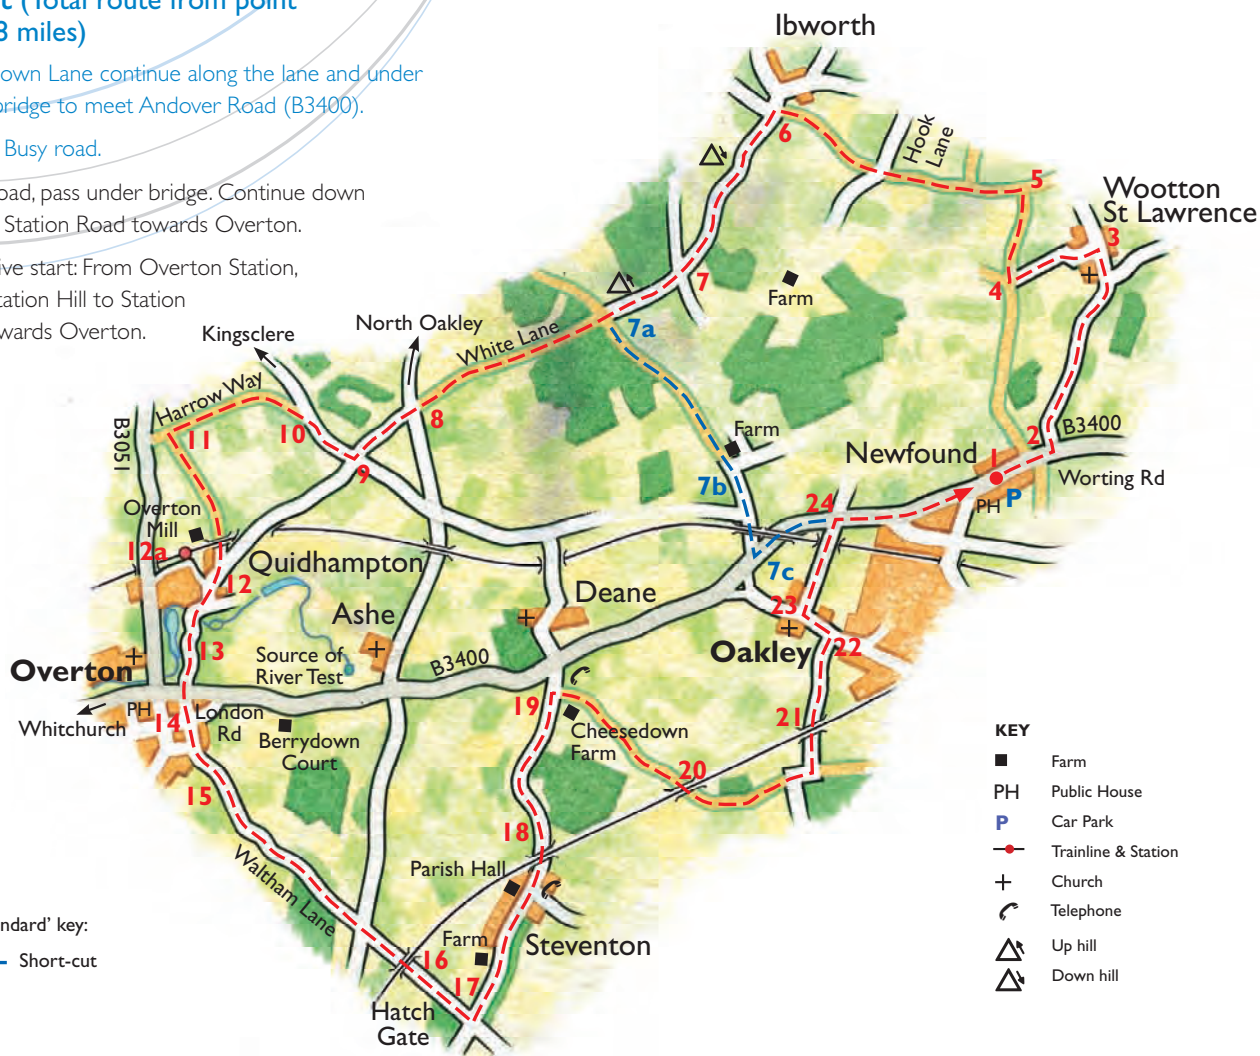 t (Total route from point
3 miles)
own Lane continue along the lane and under
bridge to meet Andover Road (B3400).
Busy road.
oad, pass under bridge. Continue down
Station Road towards Overton.
ive start: From Overton Station,
tation Hill to Station
wards Overton.
Ibworth
6
Hook
Lane
5
Wootton
St Lawrence
3
4
7
Farm
7a
Kingsclere
North Oakley
White Lane
Harrow Way
B3051
11
10
8
9
Farm
Newfound
1
2
B3400
Worting Rd
PH
P
7b
24
Overton
Mill
12a
Quidhampton
12
7c
Deane
23
Ashe
Oakley
22
13
Source of
River Test
B3400
Overton
PH
Whitchurch
14
London
Rd
Berrydown
Court
19
Cheesedown
Farm
21
20
15
18
Waltham Lane
Parish Hall
Farm
Steventon
16
17
Hatch
Gate
KEY
Farm
PH Public House
P Car Park
Trainline & Station
Church
Telephone
Up hill
Down hill
ndard’ key:
Short-cut